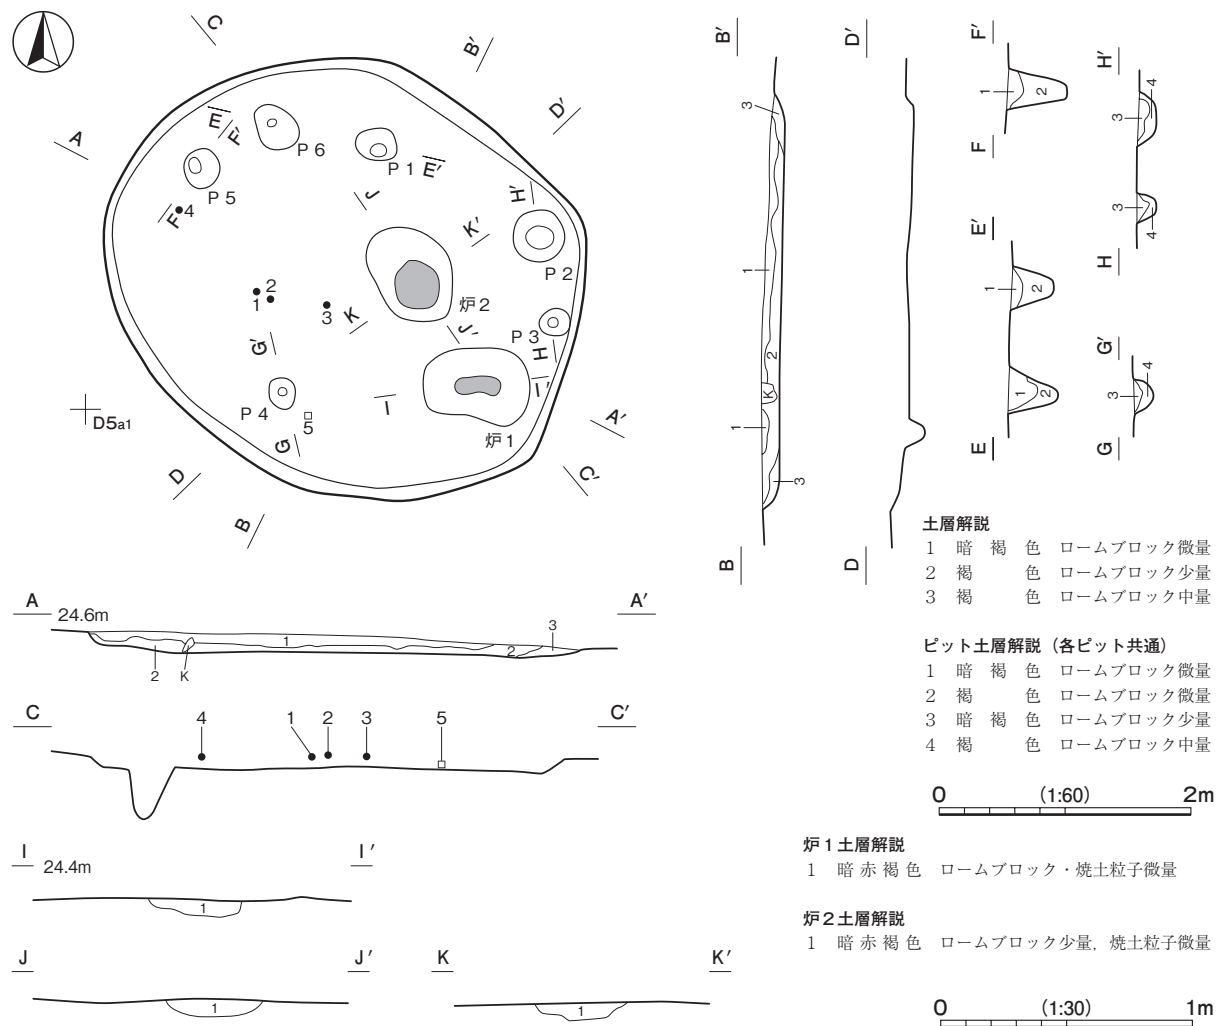 C
B′
D′
A
E
F′
P 6
P 1
E′
P 5
F
4
J
H′
K′
P 2
2
1
3
K
炉2
J′
P 3
H
G′
I
I′
P 4
5
G
炉1
D5a1
A′
C′
D
B
B′
3
1
2
K
1
3
B
D′
D
F′
1
2
F
E′
1
2
1
2
E
H′
3
4
3
4
H
G′
3
4
G
土層解説
1 暗 褐 色 ロームブロック微量
2 褐 色 ロームブロック少量
3 褐 色 ロームブロック中量
ピット土層解説（各ピット共通）
1 暗 褐 色 ロームブロック微量
2 褐 色 ロームブロック微量
3 暗 褐 色 ロームブロック少量
4 褐 色 ロームブロック中量
A 24.6m A′
1
2
K
2
3
C C′
4 1 2 3 5
0 (1:60) 2m
I 24.4m I′
1
炉1土層解説
1 暗 赤 褐 色 ロームブロック・焼土粒子微量
炉2土層解説
1 暗 赤 褐 色 ロームブロック少量，焼土粒子微量
J J′
1
K K′
1
0 (1:30) 1m